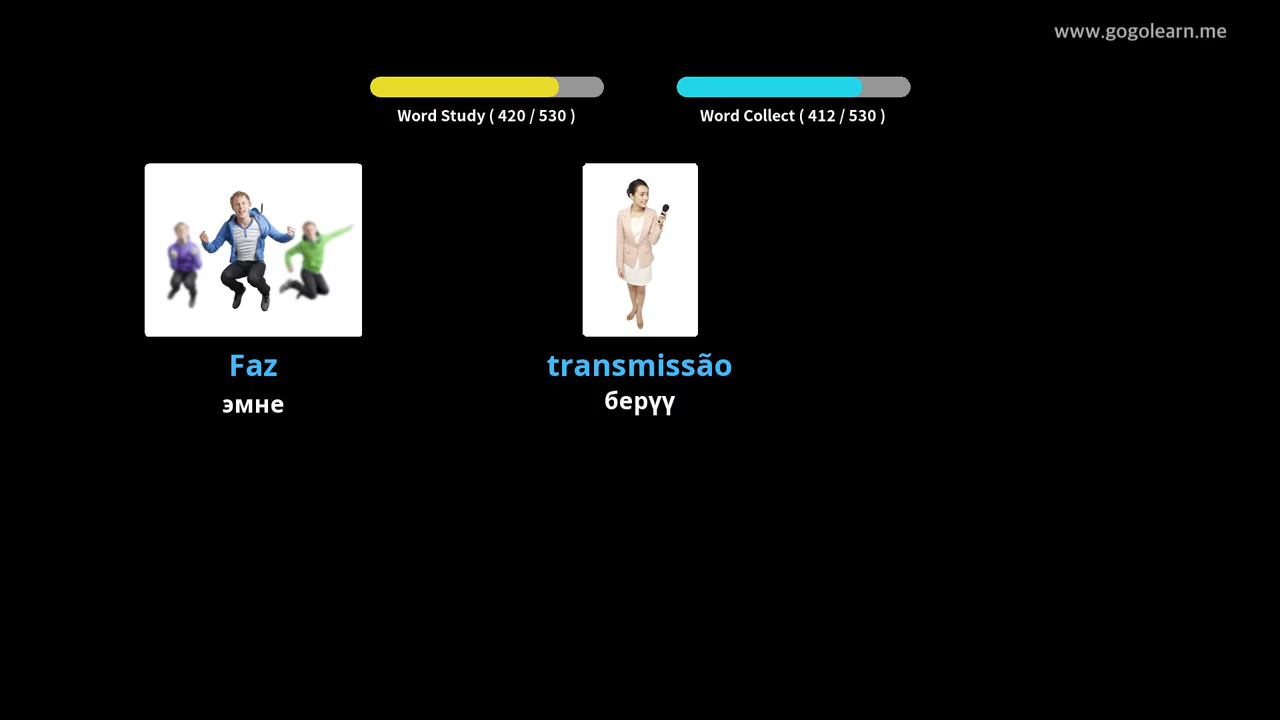 www.gogolearn.me
Word Study ( 420 / 530 )
Word Collect ( 412 / 530 )
Faz
эмне
transmissão
берүү